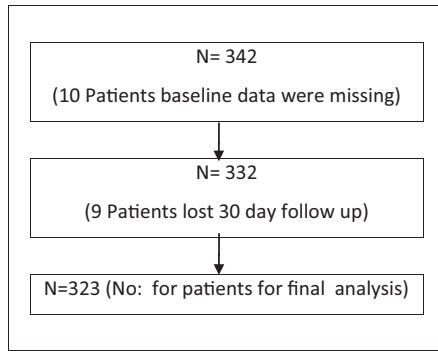 N= 342
(10 Patients baseline data were missing)
N= 332
(9 Patients lost 30 day follow up)
N=323 (No:  for patients for final  analysis)